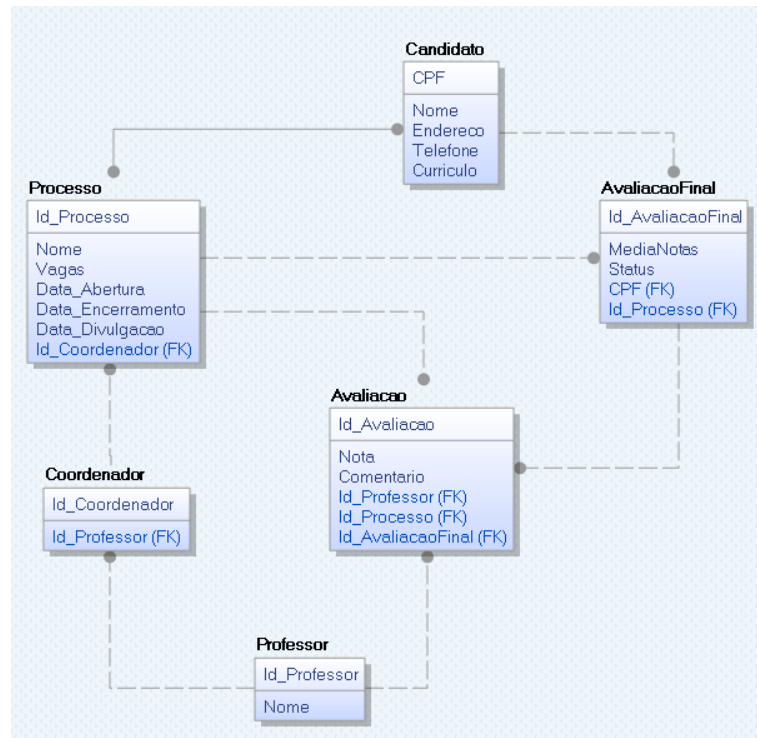 Candidato
CPF
Nome
Endereco
Telefone
Curriculo
Processo
Id_Processo
Nome
Vagas
Data_Abertura
Data_Encerramento
Data_Divulgacao
Id_Coordenador (FK)
AvaliacaoFinal
Id_AvaliacaoFinal
MediaNotas
Status
CPF (FK)
Id_Processo (FK)
Avaliacao
Id_Avaliacao
Nota
Comentario
Id_Professor (FK)
Id_Processo (FK)
Id_AvaliacaoFinal (FK)
Coordenador
Id_Coordenador
Id_Professor (FK)
Professor
Id_Professor
Nome